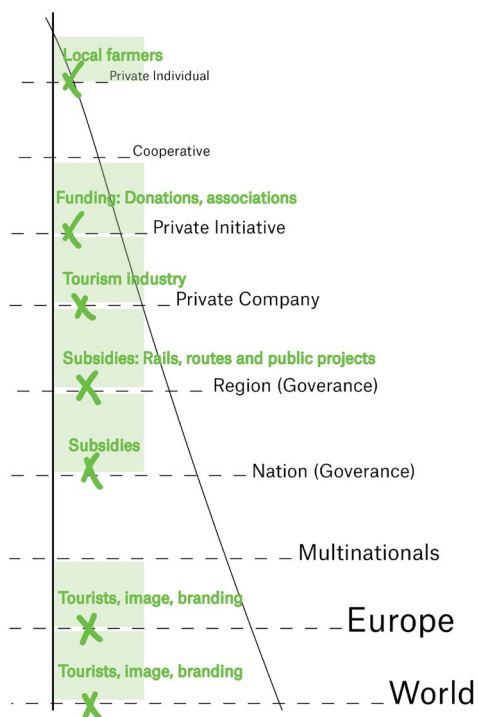 Local farmers
Private Individual
Cooperative
Funding: Donations, associations
Private Initiative
Tourism industry
Private Company
Subsidies: Rails, routes and public projects
Region (Goverance)
Subsidies
Nation (Goverance)
Multinationals
Tourists, image, branding
Europe
Tourists, image, branding
World